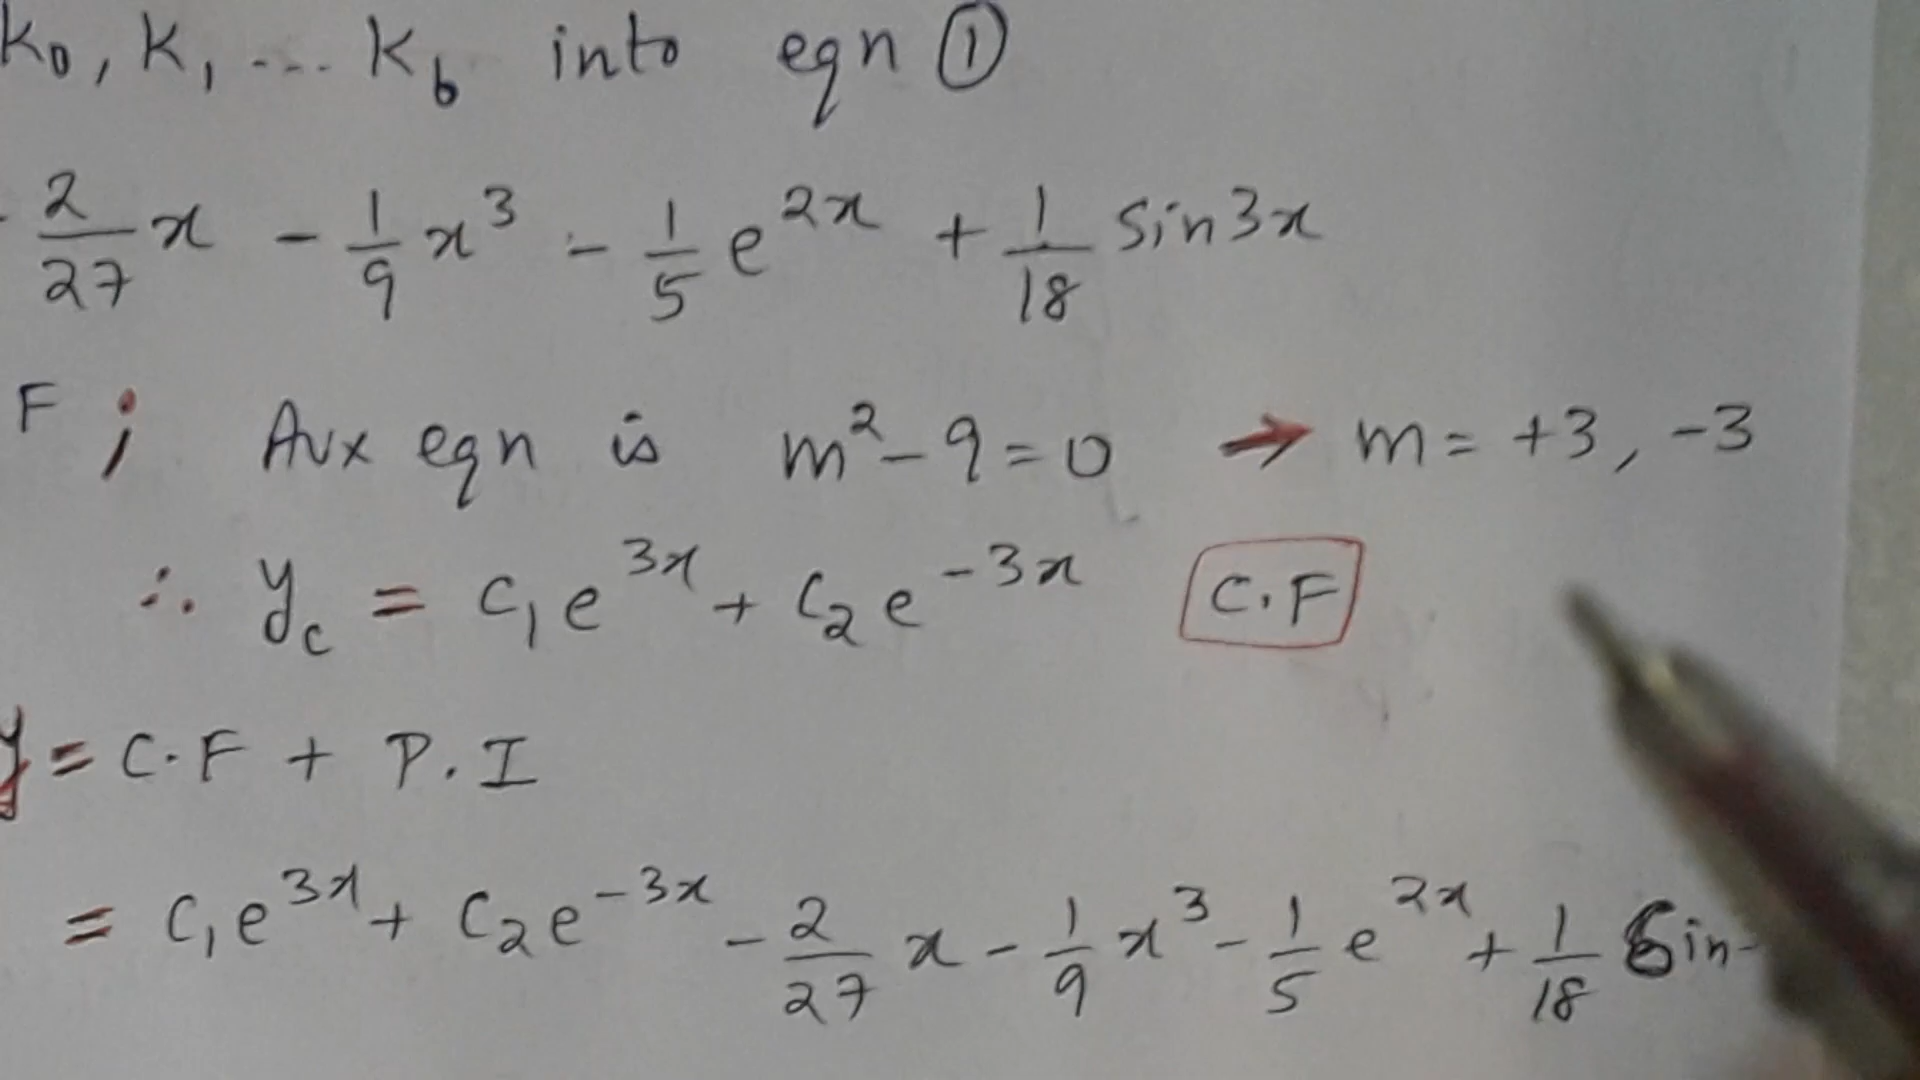 K₀, K₁ ... K₆ into eqn ①
- 2/27 x - 1/9 x³ - 1/5 e^{2x} + 1/18 Sin3x
F ; Aux eqn is m² - 9 = 0 → m = +3, -3
∴ y_c = C₁e^{3x} + C₂e^{-3x} C.F
y = C.F + P.I
= C₁e^{3x} + C₂e^{-3x} - 2/27 x - 1/9 x³ - 1/5 e^{2x} + 1/18 Sin